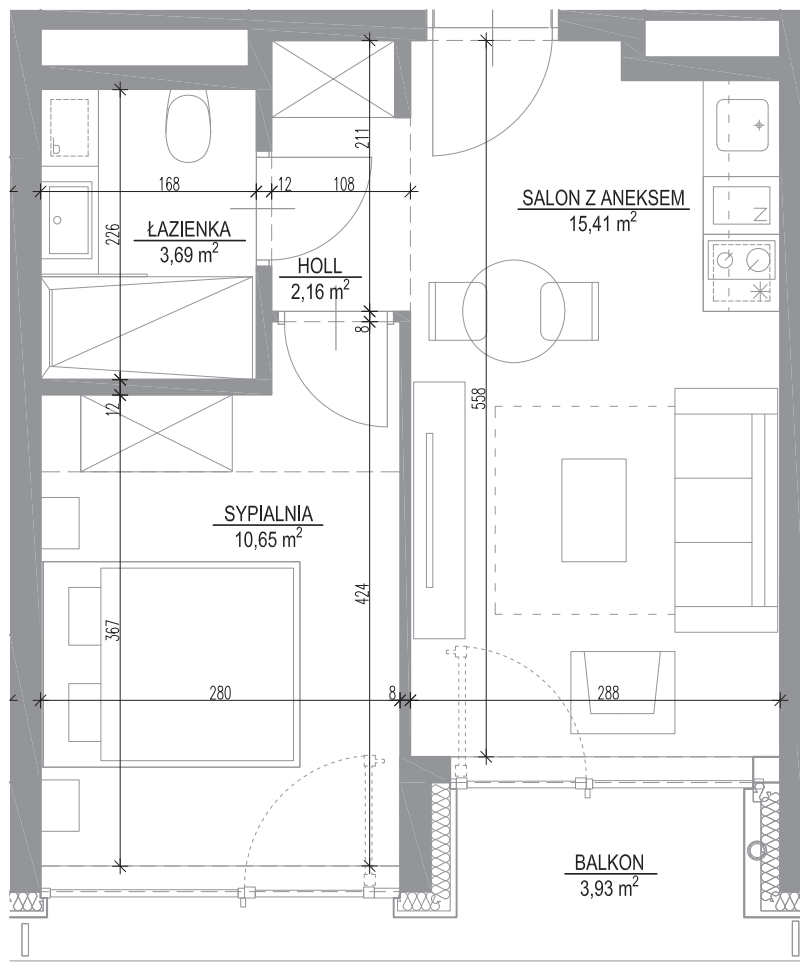 211
168
12
108
SALON Z ANEKSEM
15,41 m²
226
ŁAZIENKA
3,69 m²
HOLL
2,16 m²
8
558
12
SYPIALNIA
10,65 m²
367
424
280
8
288
BALKON
3,93 m²